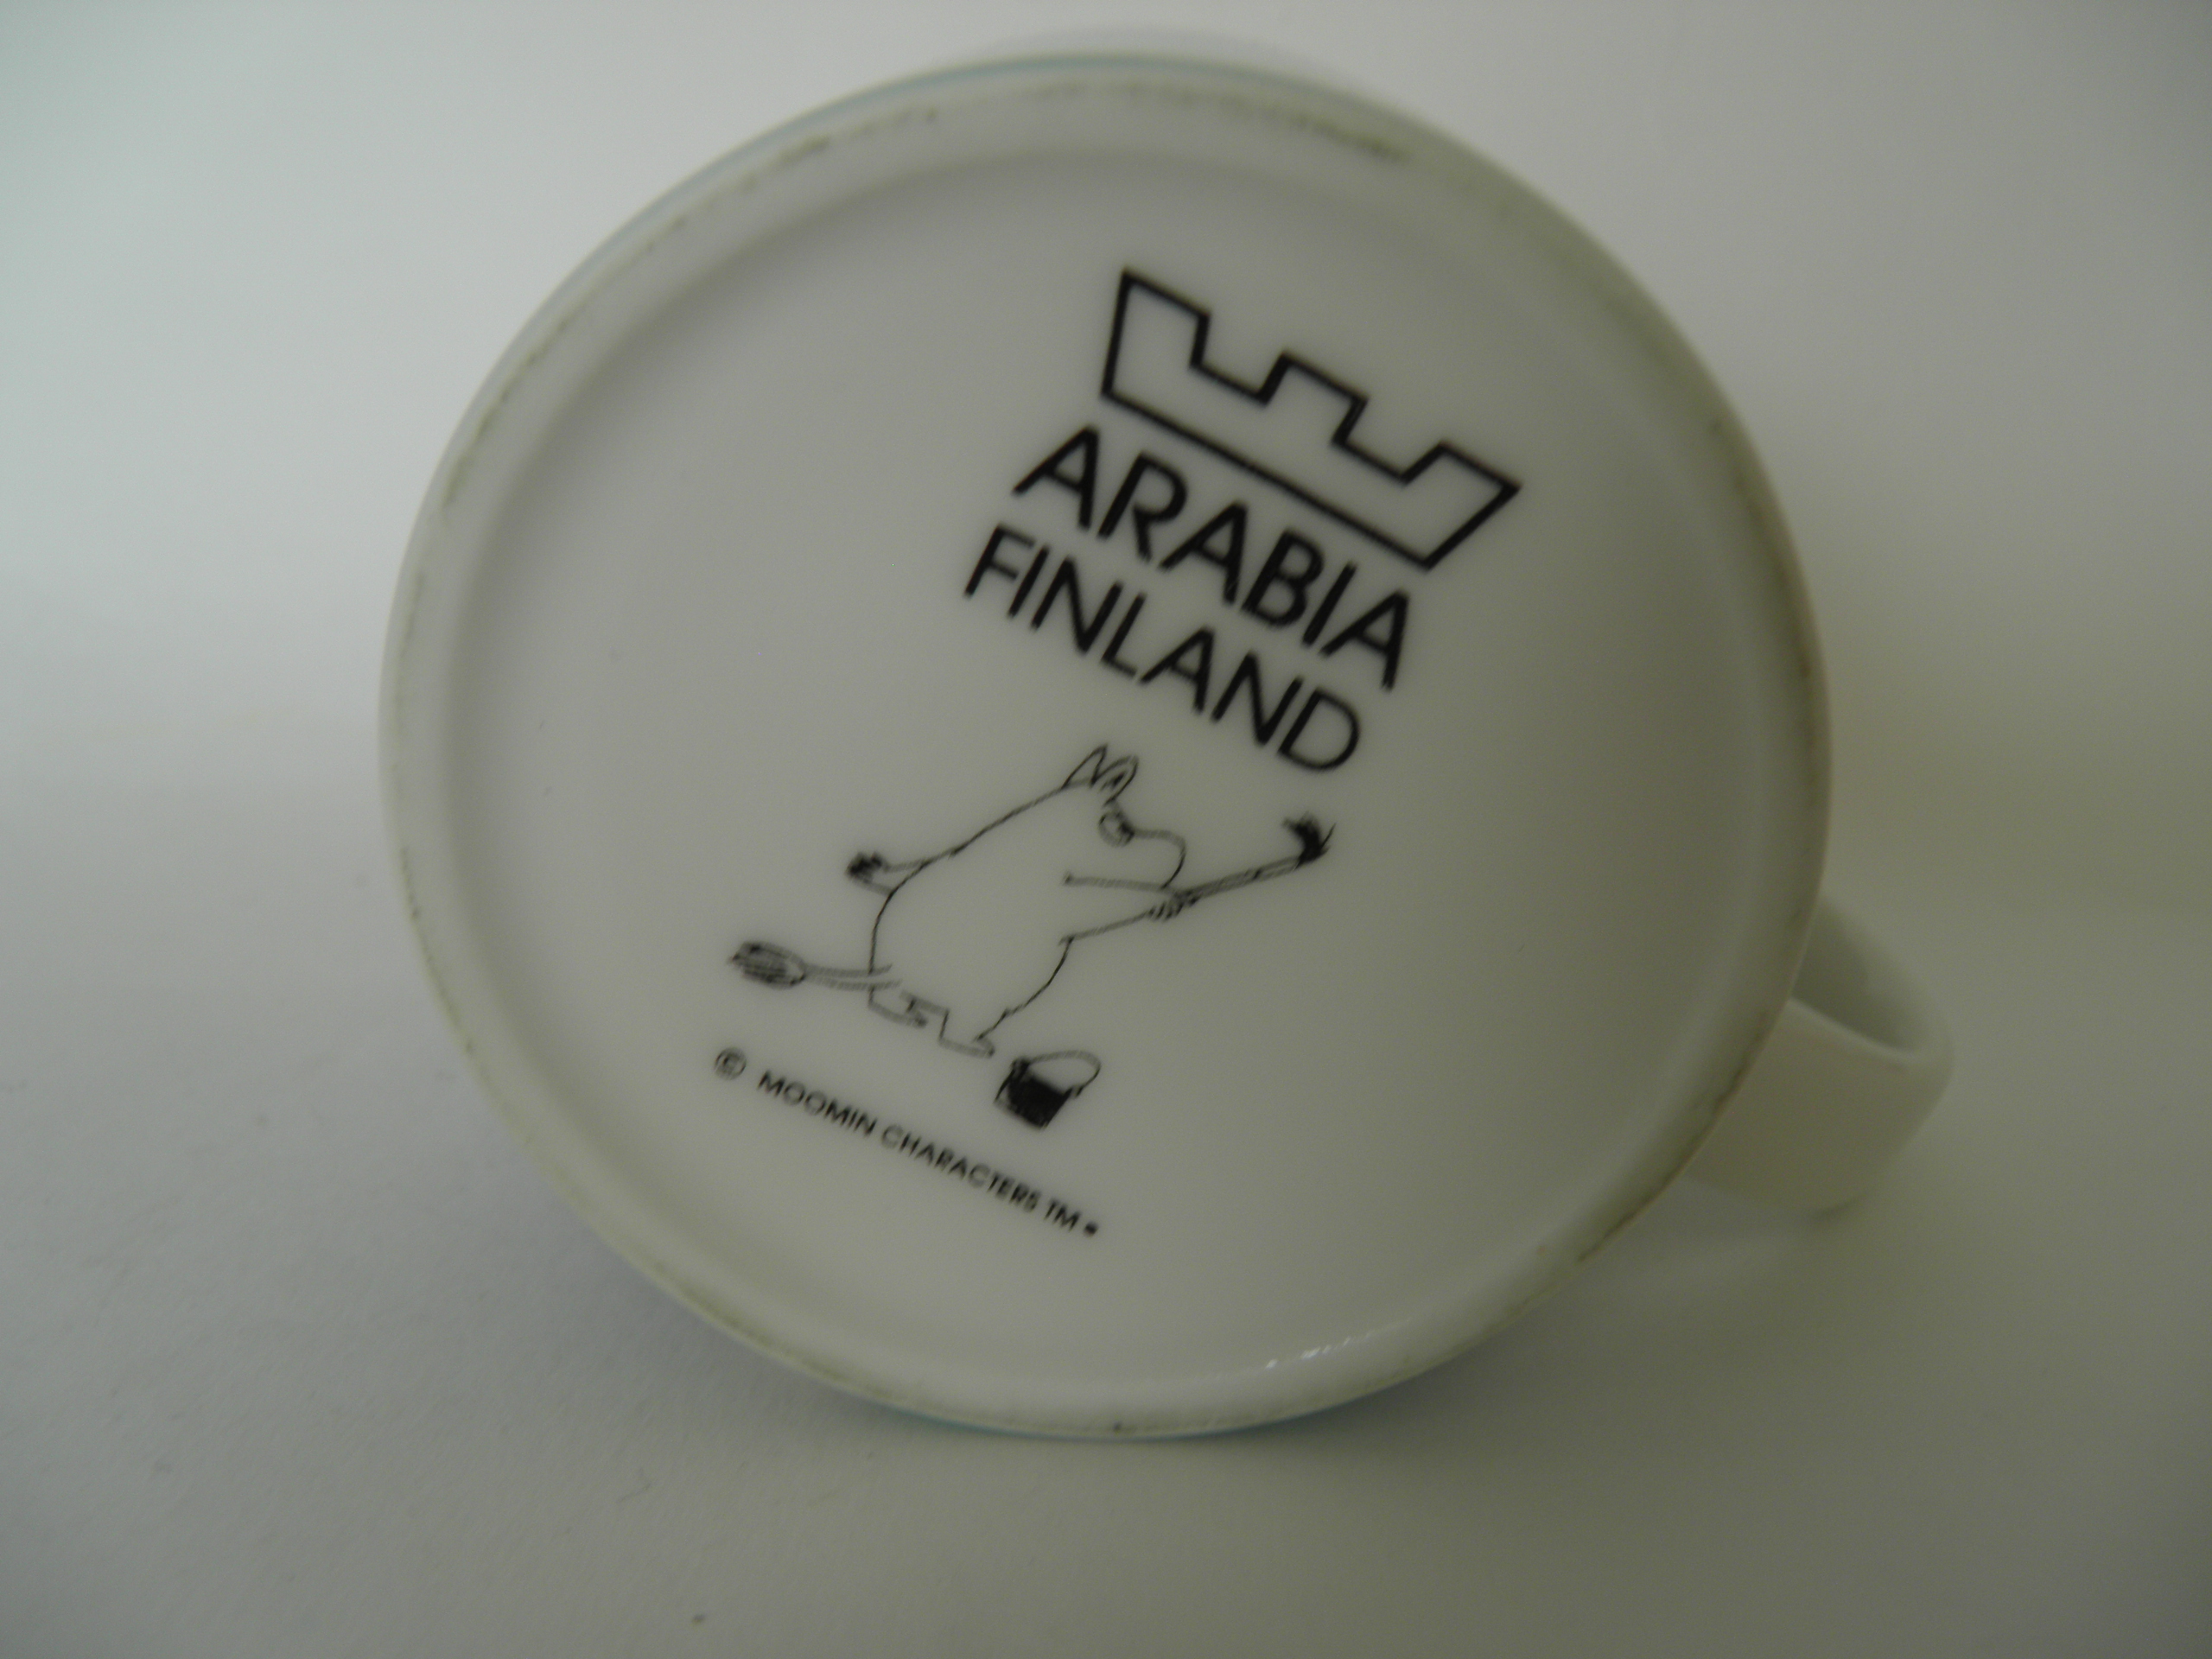 ARABIA
FINLAND
© MOOMIN CHARACTERS TM